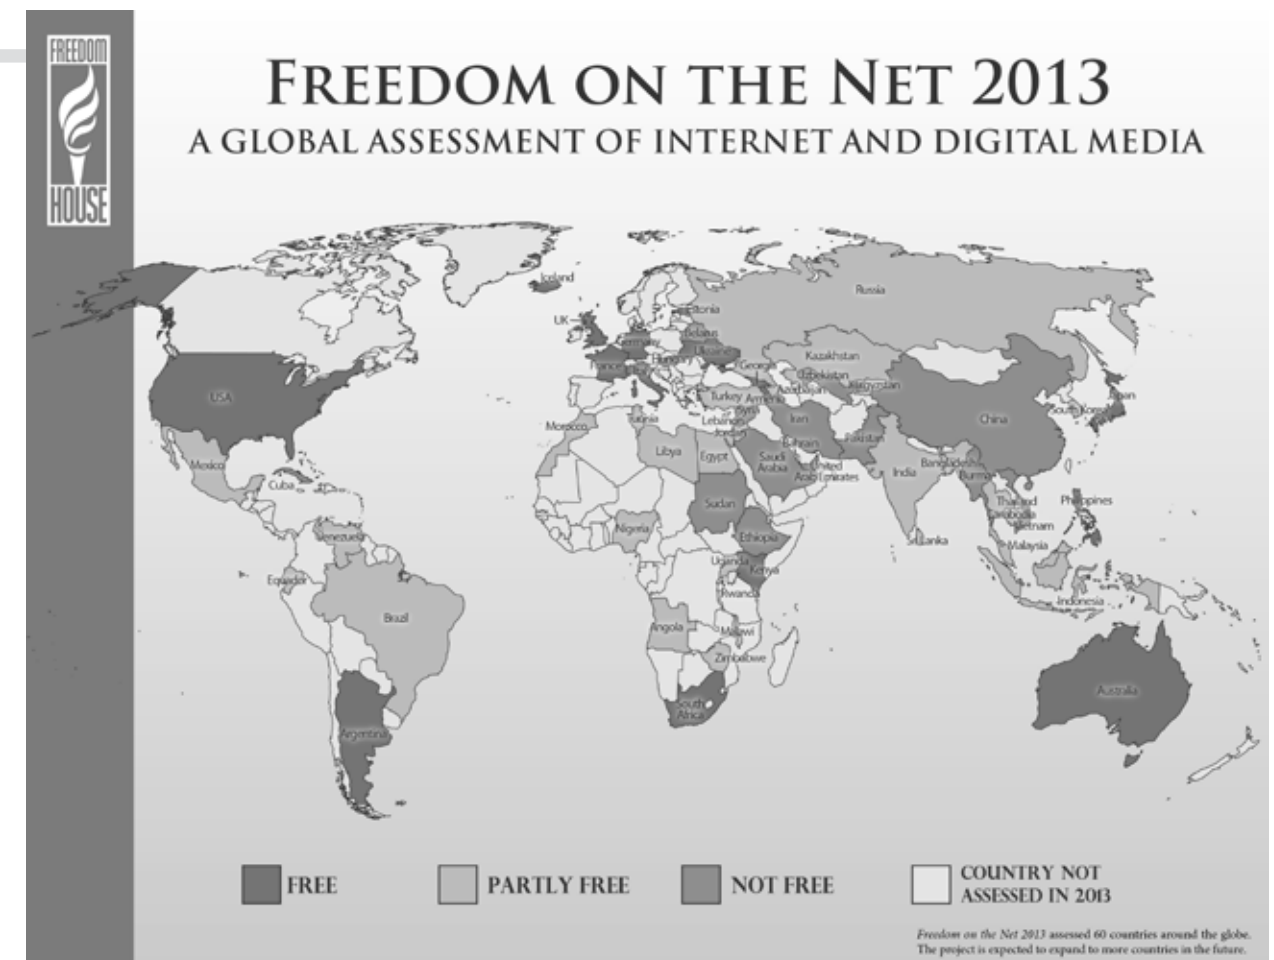 FREEDOM
HOUSE
FREEDOM ON THE NET 2013
A GLOBAL ASSESSMENT OF INTERNET AND DIGITAL MEDIA
Iceland
Russia
UK
Estonia
Belarus
Germany
Ukraine
Hungary
France
Italy
Georgia
Kazakhstan
Uzbekistan
Kyrgyzstan
Azerbaijan
Turkey
Armenia
Syria
Lebanon
Jordan
USA
Japan
South Korea
China
Iran
Bahrain
Pakistan
Tunisia
Morocco
Libya
Egypt
Saudi
Arabia
United
Arab Emirates
India
Bangladesh
Burma
Mexico
Cuba
Sudan
Thailand
Cambodia
Vietnam
Philippines
Venezuela
Nigeria
Ethiopia
Sri Lanka
Malaysia
Equador
Uganda
Kenya
Rwanda
Indonesia
Brazil
Angola
Malawi
Zimbabwe
South
Africa
Australia
Argentina
FREE
PARTLY FREE
NOT FREE
COUNTRY NOT
ASSESSED IN 2013
Freedom on the Net 2013 assessed 60 countries around the globe.
The project is expected to expand to more countries in the future.